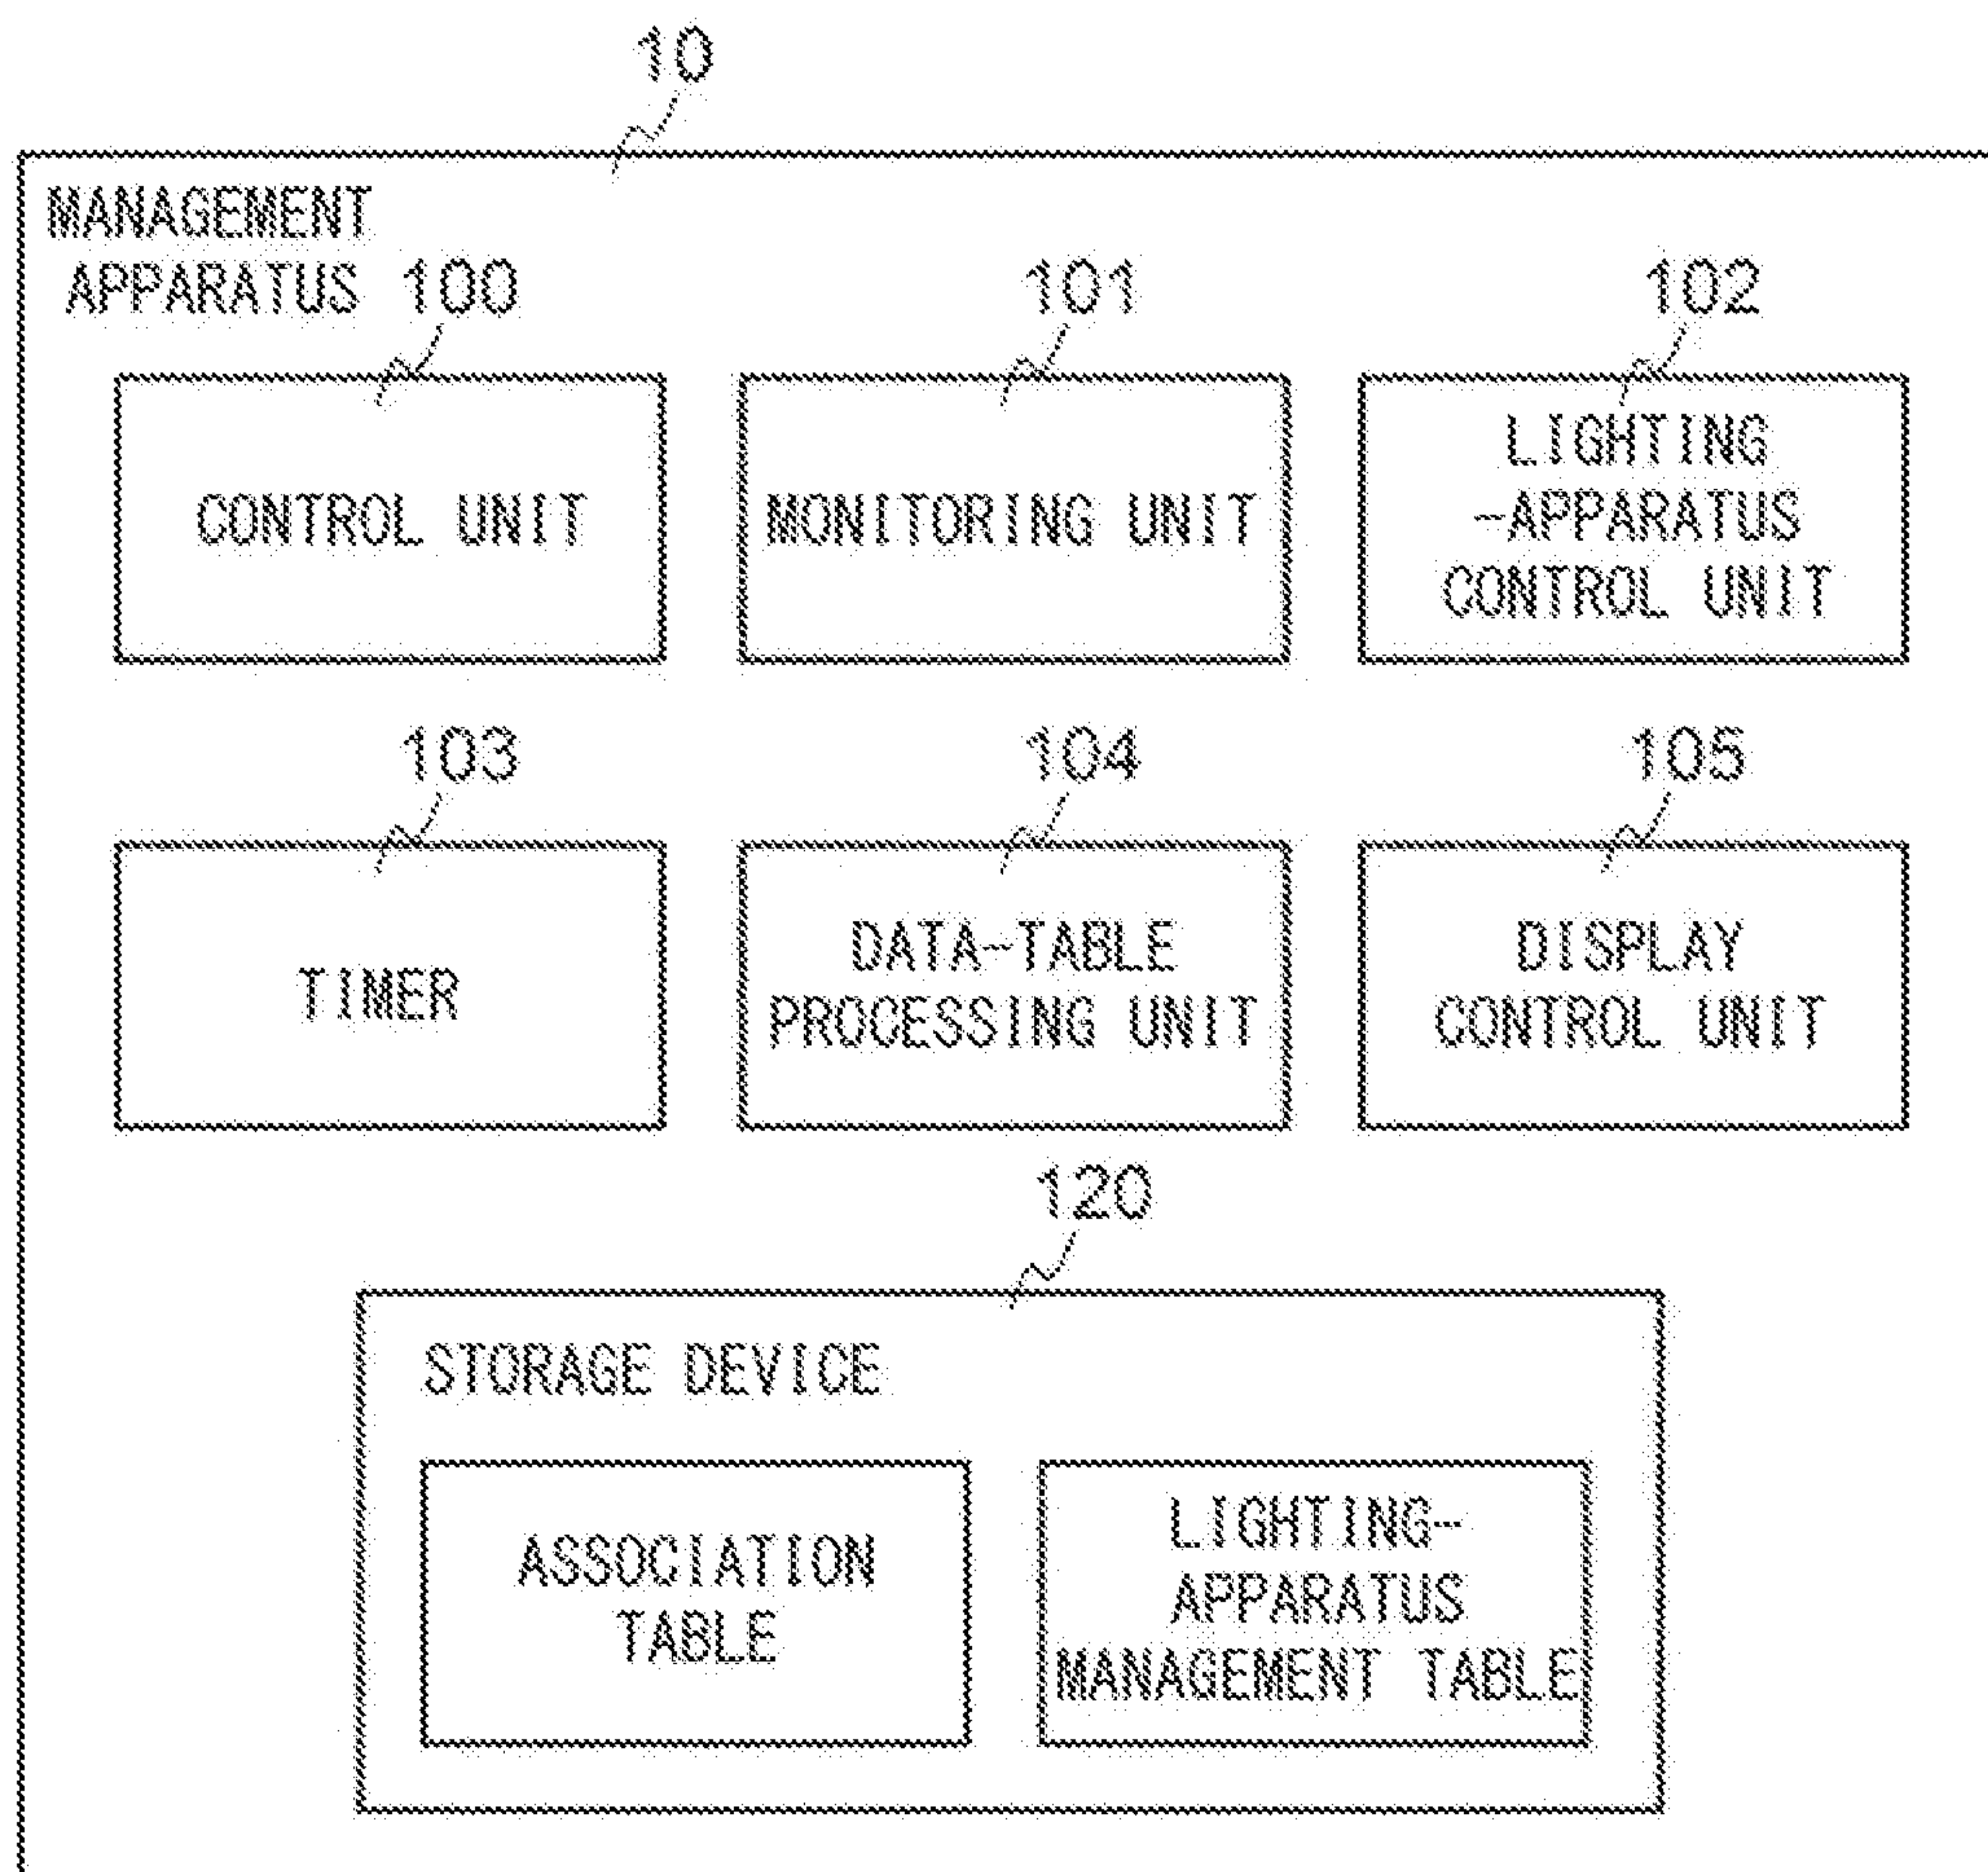 10
MANAGEMENT
APPARATUS
100
101
102
CONTROL UNIT
MONITORING UNIT
LIGHTING
-APPARATUS
CONTROL UNIT
103
104
105
TIMER
DATA-TABLE
PROCESSING UNIT
DISPLAY
CONTROL UNIT
120
STORAGE DEVICE
ASSOCIATION
TABLE
LIGHTING-
APPARATUS
MANAGEMENT TABLE